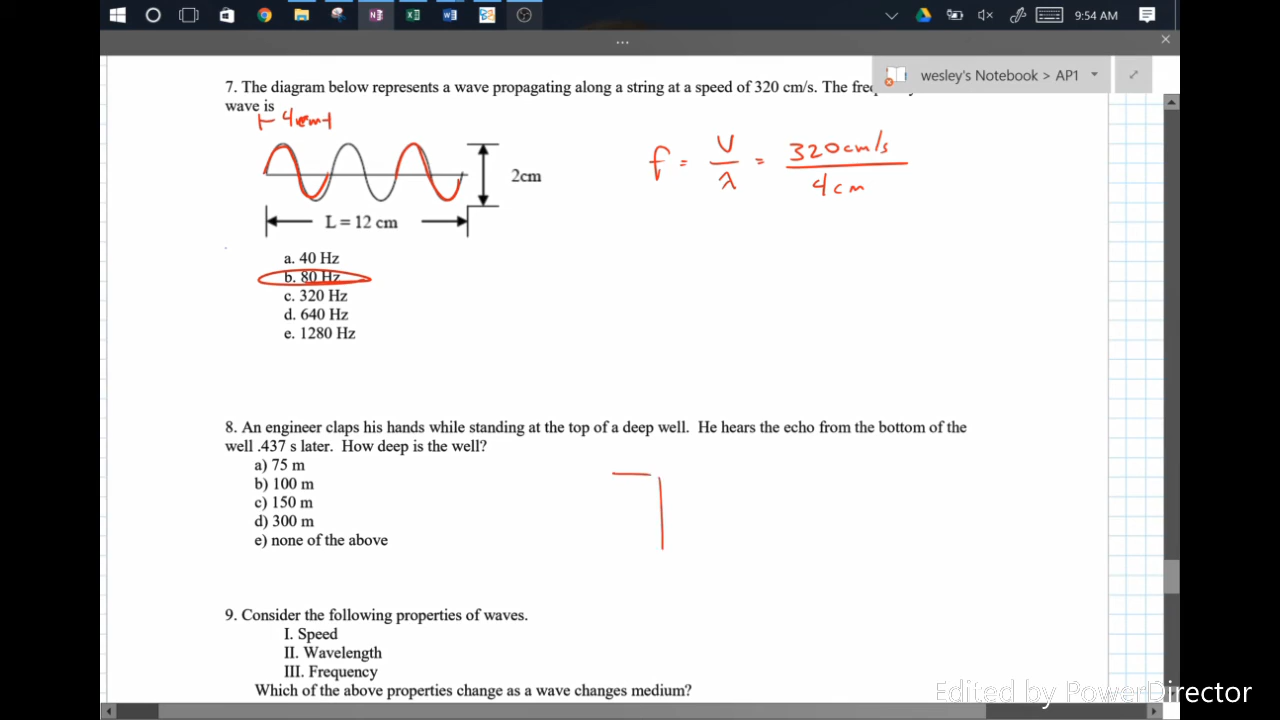 9:54 AM
...
wesley's Notebook > AP1
7. The diagram below represents a wave propagating along a string at a speed of 320 cm/s. The
wave is
4cm
f = v/λ = 320cm/s / 4cm
2cm
L = 12 cm
a. 40 Hz
b. 80 Hz
c. 320 Hz
d. 640 Hz
e. 1280 Hz
8. An engineer claps his hands while standing at the top of a deep well. He hears the echo from the bottom of the
well .437 s later. How deep is the well?
a) 75 m
b) 100 m
c) 150 m
d) 300 m
e) none of the above
9. Consider the following properties of waves.
I. Speed
II. Wavelength
III. Frequency
Which of the above properties change as a wave changes medium?
Edited by PowerDirector